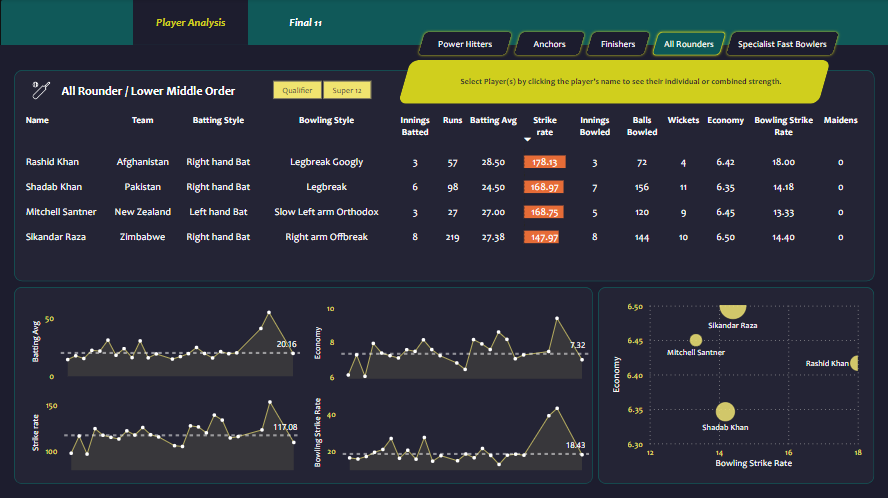 Player Analysis
Final 11
Power Hitters
Anchors
Finishers
All Rounders
Specialist Fast Bowlers
Select Player(s) by clicking the player's name to see their individual or combined strength.
All Rounder / Lower Middle Order
Qualifier
Super 12
Name Team Batting Style Bowling Style Innings Batted Runs Batting Avg Strike rate Innings Bowled Balls Bowled Wickets Economy Bowling Strike Rate Maidens
Rashid Khan Afghanistan Right hand Bat Legbreak Googly 3 57 28.50 178.13 3 72 4 6.42 18.00 0
Shadab Khan Pakistan Right hand Bat Legbreak 6 98 24.50 168.97 7 156 11 6.35 14.18 0
Mitchell Santner New Zealand Left hand Bat Slow Left arm Orthodox 3 27 27.00 168.75 5 120 9 6.45 13.33 0
Sikandar Raza Zimbabwe Right hand Bat Right arm Offbreak 8 219 27.38 147.97 8 144 10 6.50 14.40 0
Batting Avg
50
0
20.16
Economy
10
8
6
7.32
Strike rate
150
100
117.08
Bowling Strike Rate
40
20
18.43
Economy
6.50
6.45
6.40
6.35
6.30
Sikandar Raza
Mitchell Santner
Rashid Khan
Shadab Khan
12 14 16 18
Bowling Strike Rate